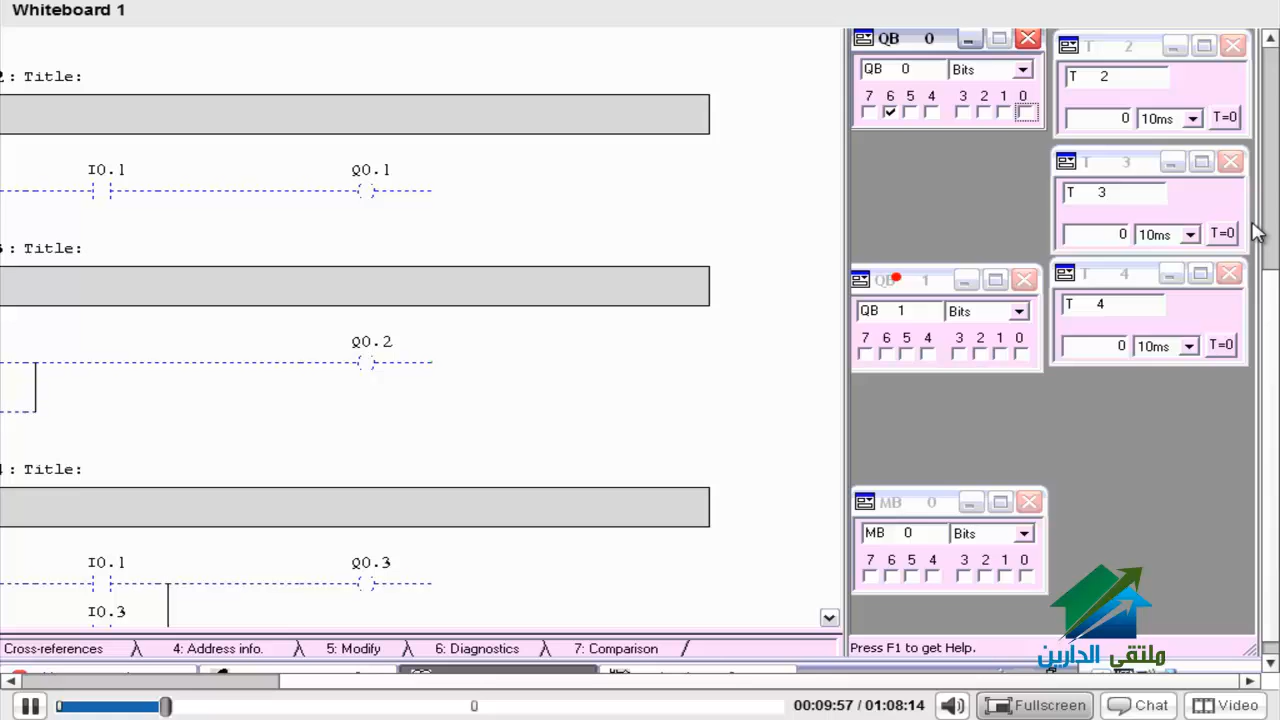 Whiteboard 1
2 : Title:
I0.1 Q0.1
: Title:
Q0.2
4 : Title:
I0.1 Q0.3
I0.3
QB 0
QB 0 Bits
7 6 5 4 3 2 1 0
T 2
T 2
0 10ms T=0
T 3
T 3
0 10ms T=0
QB 1
QB 1 Bits
7 6 5 4 3 2 1 0
T 4
T 4
0 10ms T=0
MB 0
MB 0 Bits
7 6 5 4 3 2 1 0
ملتقى الدارين
Cross-references 4: Address info. 5: Modify 6: Diagnostics 7: Comparison
Press F1 to get Help.
0 00:09:57 / 01:08:14 Fullscreen Chat Video